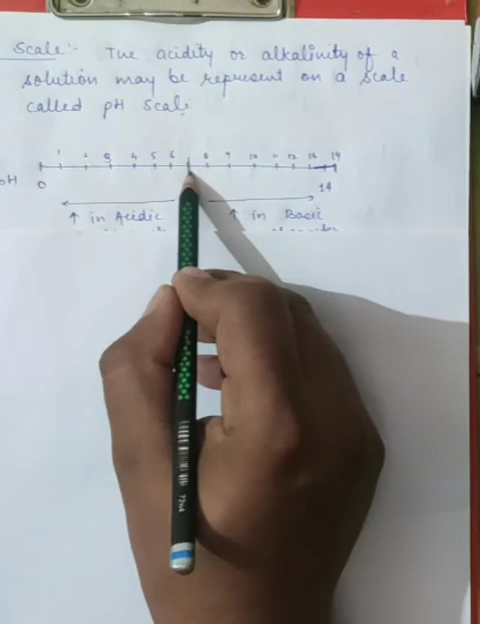 Scale:- The acidity or alkalinity of a
solution may be represent on a scale
called pH Scale
1 2 3 4 5 6 8 9 10 11 12 13 14
pH 0 14
↑ in Acidic ↑ in Basic